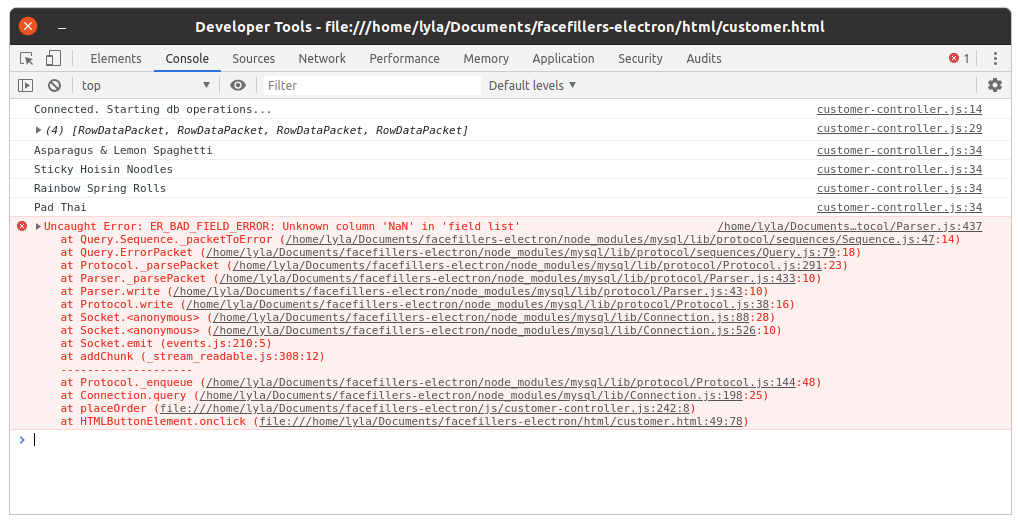 Developer Tools - file:///home/lyla/Documents/facefillers-electron/html/customer.html
Elements Console Sources Network Performance Memory Application Security Audits 1
top Filter Default levels
Connected. Starting db operations... customer-controller.js:14
(4) [RowDataPacket, RowDataPacket, RowDataPacket, RowDataPacket] customer-controller.js:29
Asparagus & Lemon Spaghetti customer-controller.js:34
Sticky Hoisin Noodles customer-controller.js:34
Rainbow Spring Rolls customer-controller.js:34
Pad Thai customer-controller.js:34
Uncaught Error: ER_BAD_FIELD_ERROR: Unknown column 'NaN' in 'field list' /home/lyla/Documents…tocol/Parser.js:437
at Query.Sequence._packetToError (/home/lyla/Documents/facefillers-electron/node_modules/mysql/lib/protocol/sequences/Sequence.js:47:14)
at Query.ErrorPacket (/home/lyla/Documents/facefillers-electron/node_modules/mysql/lib/protocol/sequences/Query.js:79:18)
at Protocol._parsePacket (/home/lyla/Documents/facefillers-electron/node_modules/mysql/lib/protocol/Protocol.js:291:23)
at Parser._parsePacket (/home/lyla/Documents/facefillers-electron/node_modules/mysql/lib/protocol/Parser.js:433:10)
at Parser.write (/home/lyla/Documents/facefillers-electron/node_modules/mysql/lib/protocol/Parser.js:43:10)
at Protocol.write (/home/lyla/Documents/facefillers-electron/node_modules/mysql/lib/protocol/Protocol.js:38:16)
at Socket.<anonymous> (/home/lyla/Documents/facefillers-electron/node_modules/mysql/lib/Connection.js:88:28)
at Socket.<anonymous> (/home/lyla/Documents/facefillers-electron/node_modules/mysql/lib/Connection.js:526:10)
at Socket.emit (events.js:210:5)
at addChunk (_stream_readable.js:308:12)
--------------------
at Protocol._enqueue (/home/lyla/Documents/facefillers-electron/node_modules/mysql/lib/protocol/Protocol.js:144:48)
at Connection.query (/home/lyla/Documents/facefillers-electron/node_modules/mysql/lib/Connection.js:198:25)
at placeOrder (file:///home/lyla/Documents/facefillers-electron/js/customer-controller.js:242:8)
at HTMLButtonElement.onclick (file:///home/lyla/Documents/facefillers-electron/html/customer.html:49:78)